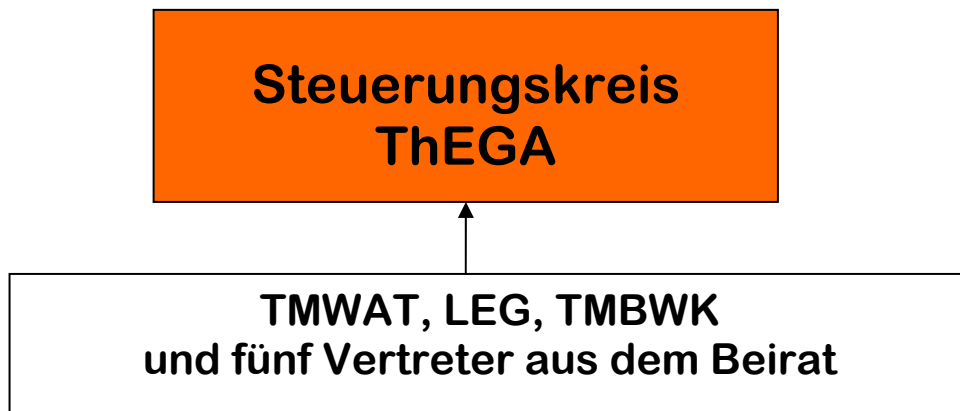 Steuerungskreis
ThEGA
TMWAT, LEG, TMBWK
und fünf Vertreter aus dem Beirat